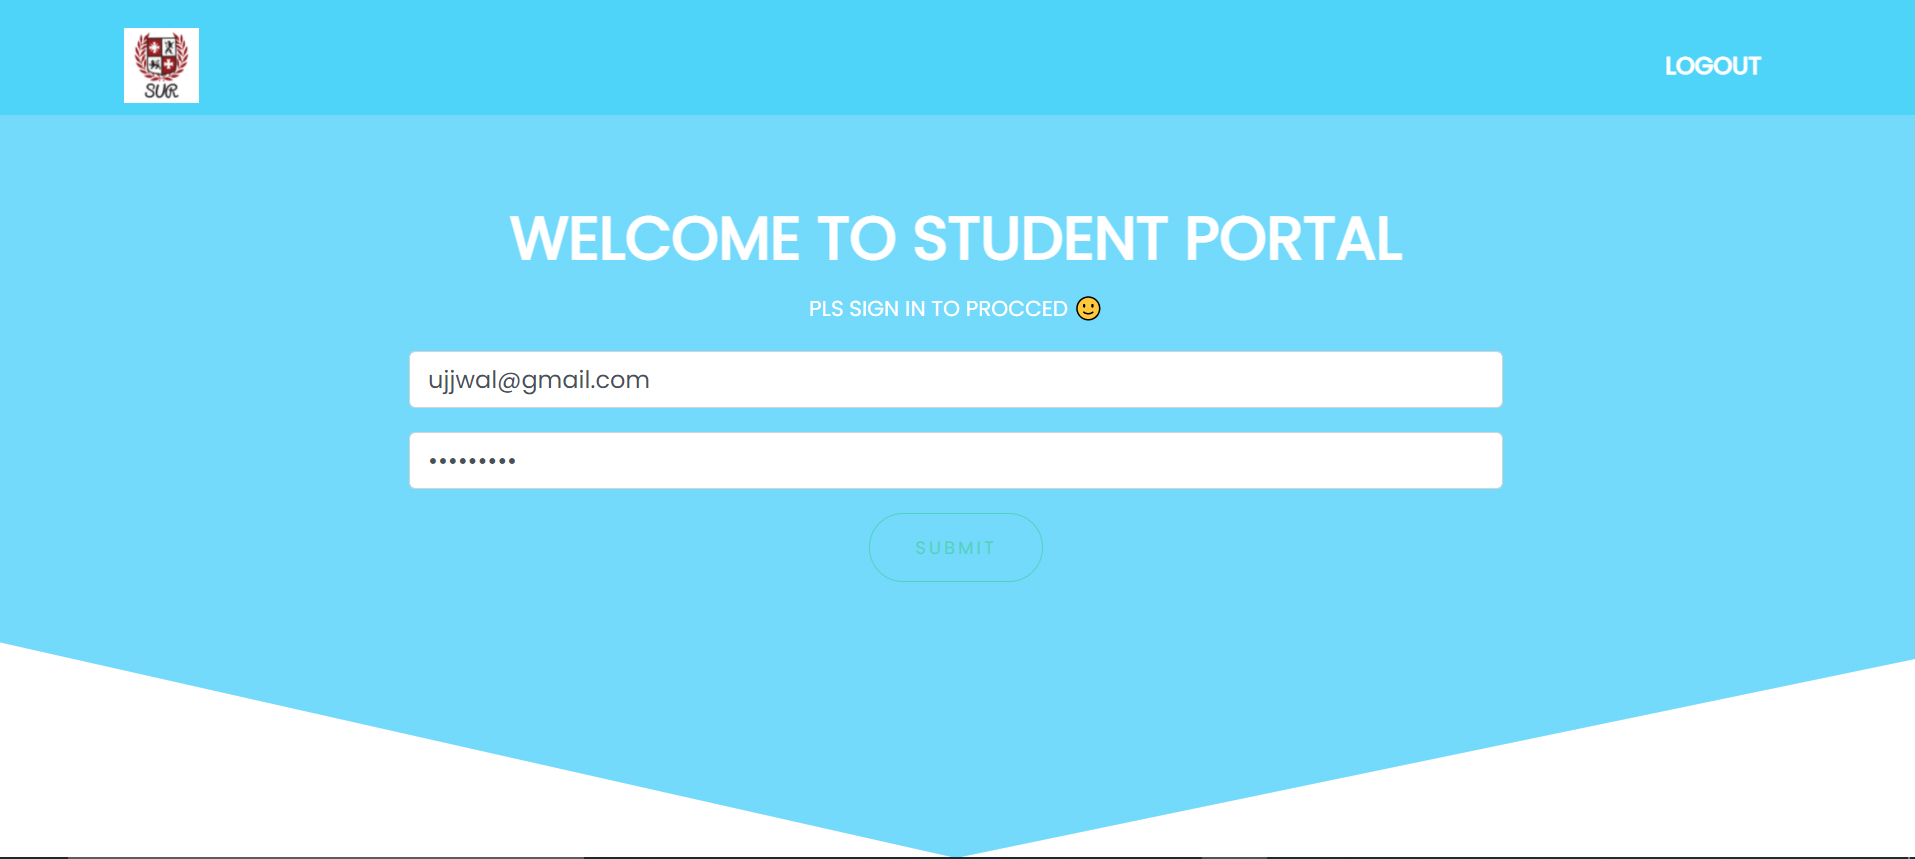 SUR
LOGOUT
WELCOME TO STUDENT PORTAL
PLS SIGN IN TO PROCCED 🙂
ujjwal@gmail.com
•••••••••
SUBMIT